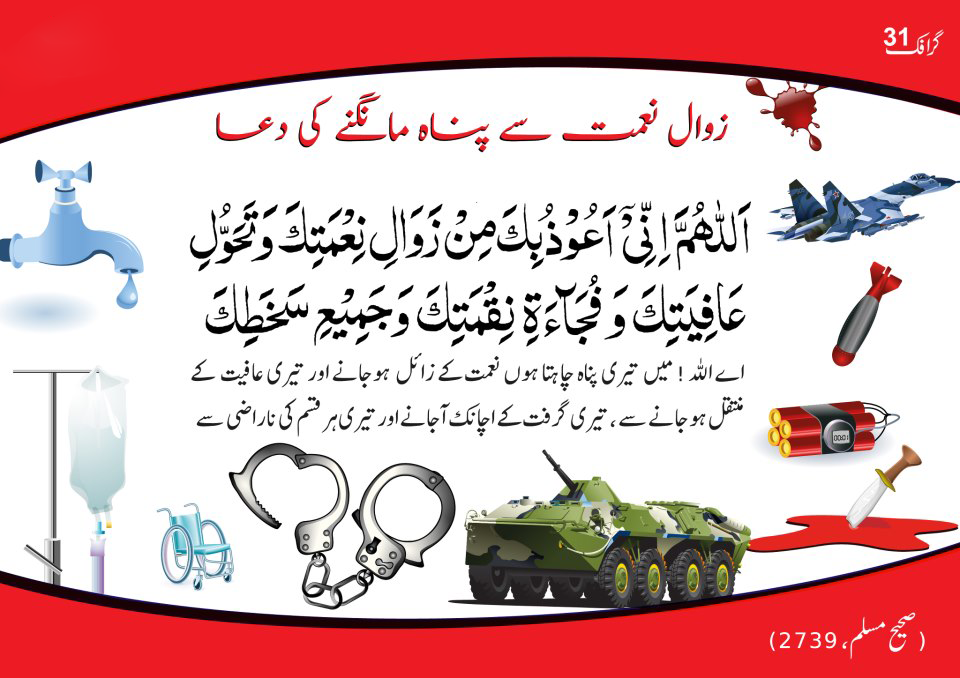 گرافک 31
زوال نعمت سے پناہ مانگنے کی دعا
اَللّٰهُمَّ اِنِّیْۤ اَعُوْذُ بِكَ مِنْ زَوَالِ نِعْمَتِكَ وَ تَحَوُّلِ
عَافِیَتِكَ وَ فُجَاءَةِ نِقْمَتِكَ وَ جَمِیْعِ سَخَطِكَ
اے اللہ ! میں تیری پناہ چاہتا ہوں نعمت کے زائل ہو جانے اور تیری عافیت کے
منتقل ہو جانے سے ، تیری گرفت کے اچانک آجانے اور تیری ہر قسم کی ناراضی سے
00:01
(صحیح مسلم، 2739)